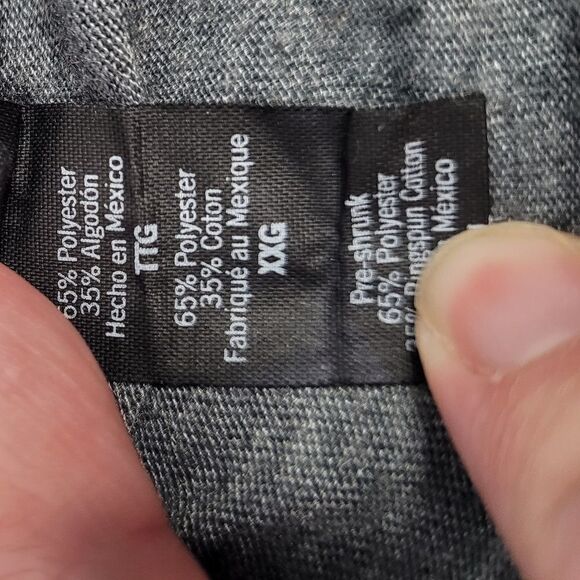 65% Polyester
35% Algodón
Hecho en México
TTG
65% Polyester
35% Coton
Fabriqué au Mexique
XXG
Pre-shrunk
65% Polyester
35% Ringspun Cotton
Mexico